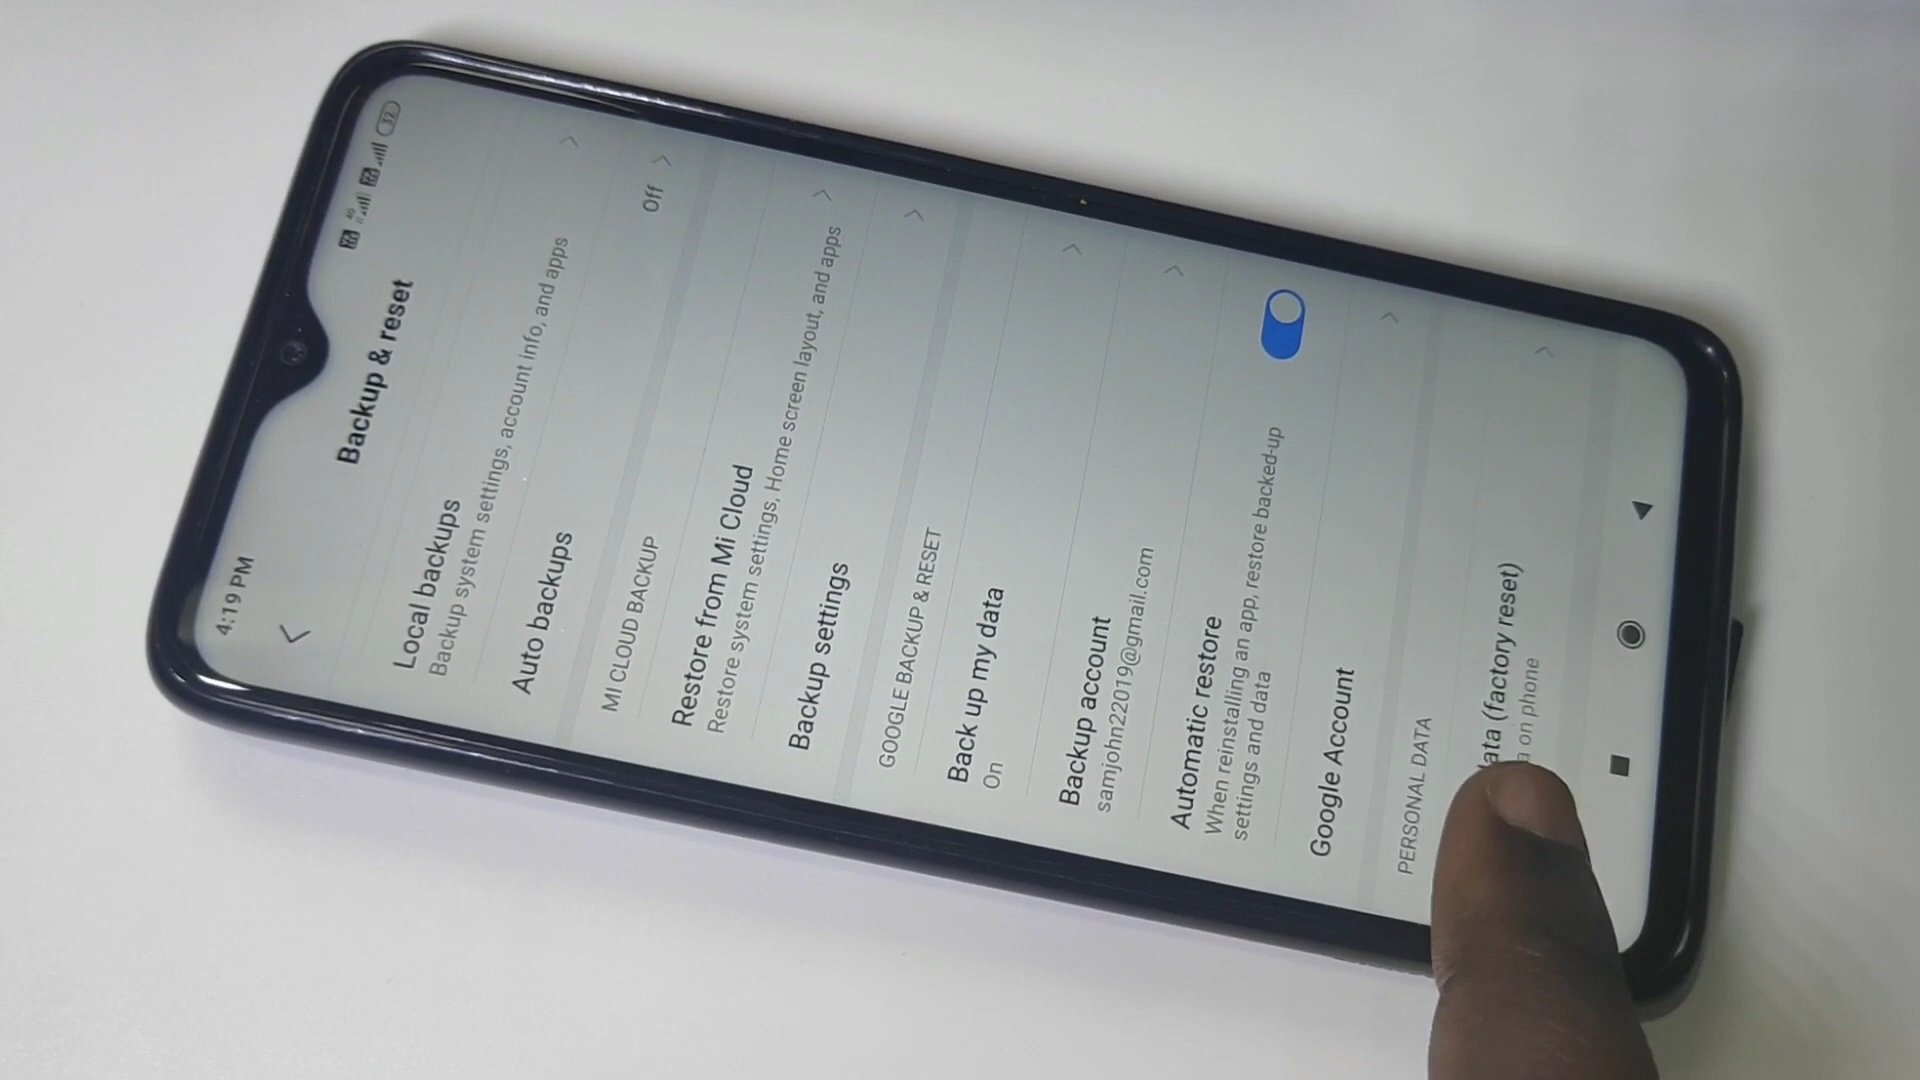 4:19 PM
32
Backup & reset
Local backups
Backup system settings, account info, and apps
Auto backups
Off
MI CLOUD BACKUP
Restore from Mi Cloud
Restore system settings, Home screen layout, and apps
Backup settings
GOOGLE BACKUP & RESET
Back up my data
On
Backup account
samjohn22019@gmail.com
Automatic restore
When reinstalling an app, restore backed-up
settings and data
Google Account
PERSONAL DATA
(factory reset)
on phone